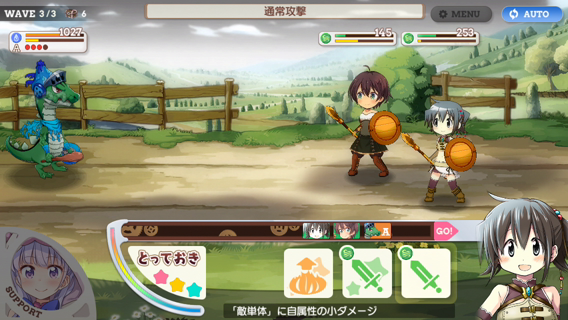 WAVE 3/3 6
通常攻撃
MENU
AUTO
1027
A
145
253
A
GO!
とっておき
SUPPORT
「敵単体」に自属性の小ダメージ